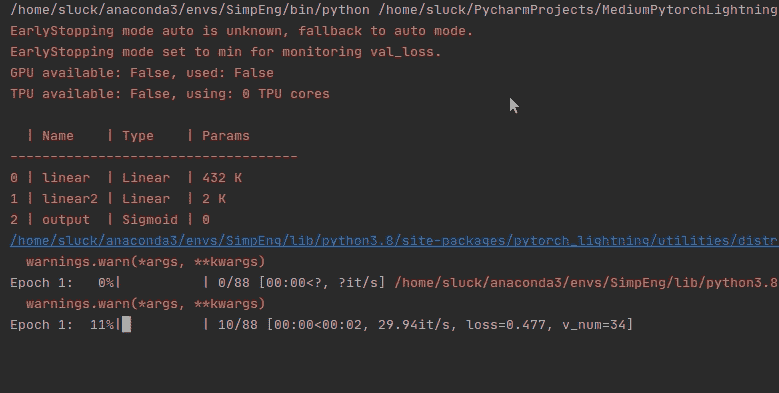 /home/sluck/anaconda3/envs/SimpEng/bin/python /home/sluck/PycharmProjects/MediumPytorchLightning
EarlyStopping mode auto is unknown, fallback to auto mode.
EarlyStopping mode set to min for monitoring val_loss.
GPU available: False, used: False
TPU available: False, using: 0 TPU cores
  | Name    | Type    | Params
------------------------------------
0 | linear  | Linear  | 432 K
1 | linear2 | Linear  | 2 K
2 | output  | Sigmoid | 0
/home/sluck/anaconda3/envs/SimpEng/lib/python3.8/site-packages/pytorch_lightning/utilities/distr
  warnings.warn(*args, **kwargs)
Epoch 1:   0%|          | 0/88 [00:00<?, ?it/s] /home/sluck/anaconda3/envs/SimpEng/lib/python3.8
  warnings.warn(*args, **kwargs)
Epoch 1:  11%|█         | 10/88 [00:00<00:02, 29.94it/s, loss=0.477, v_num=34]